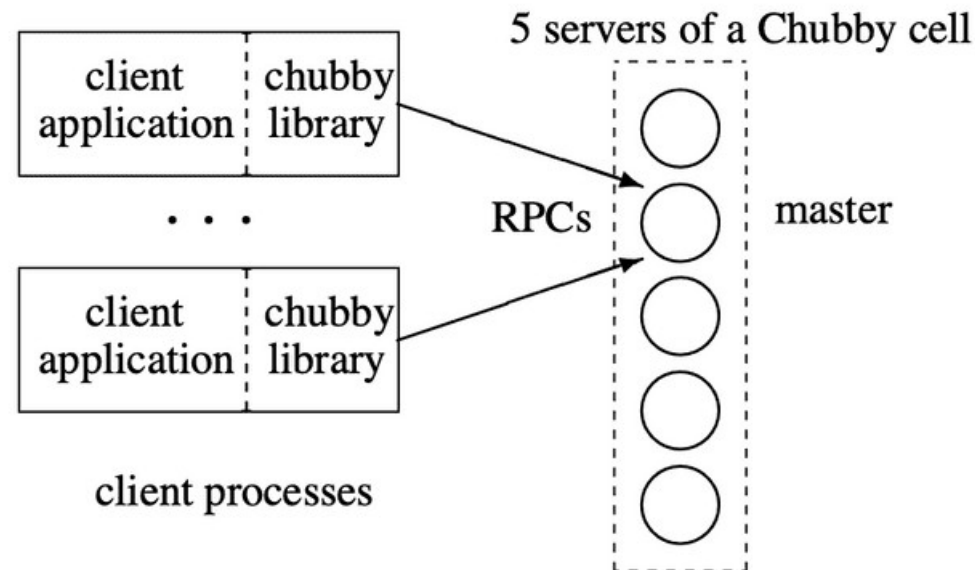 5 servers of a Chubby cell
client
application
chubby
library
RPCs
master
. . .
client
application
chubby
library
client processes